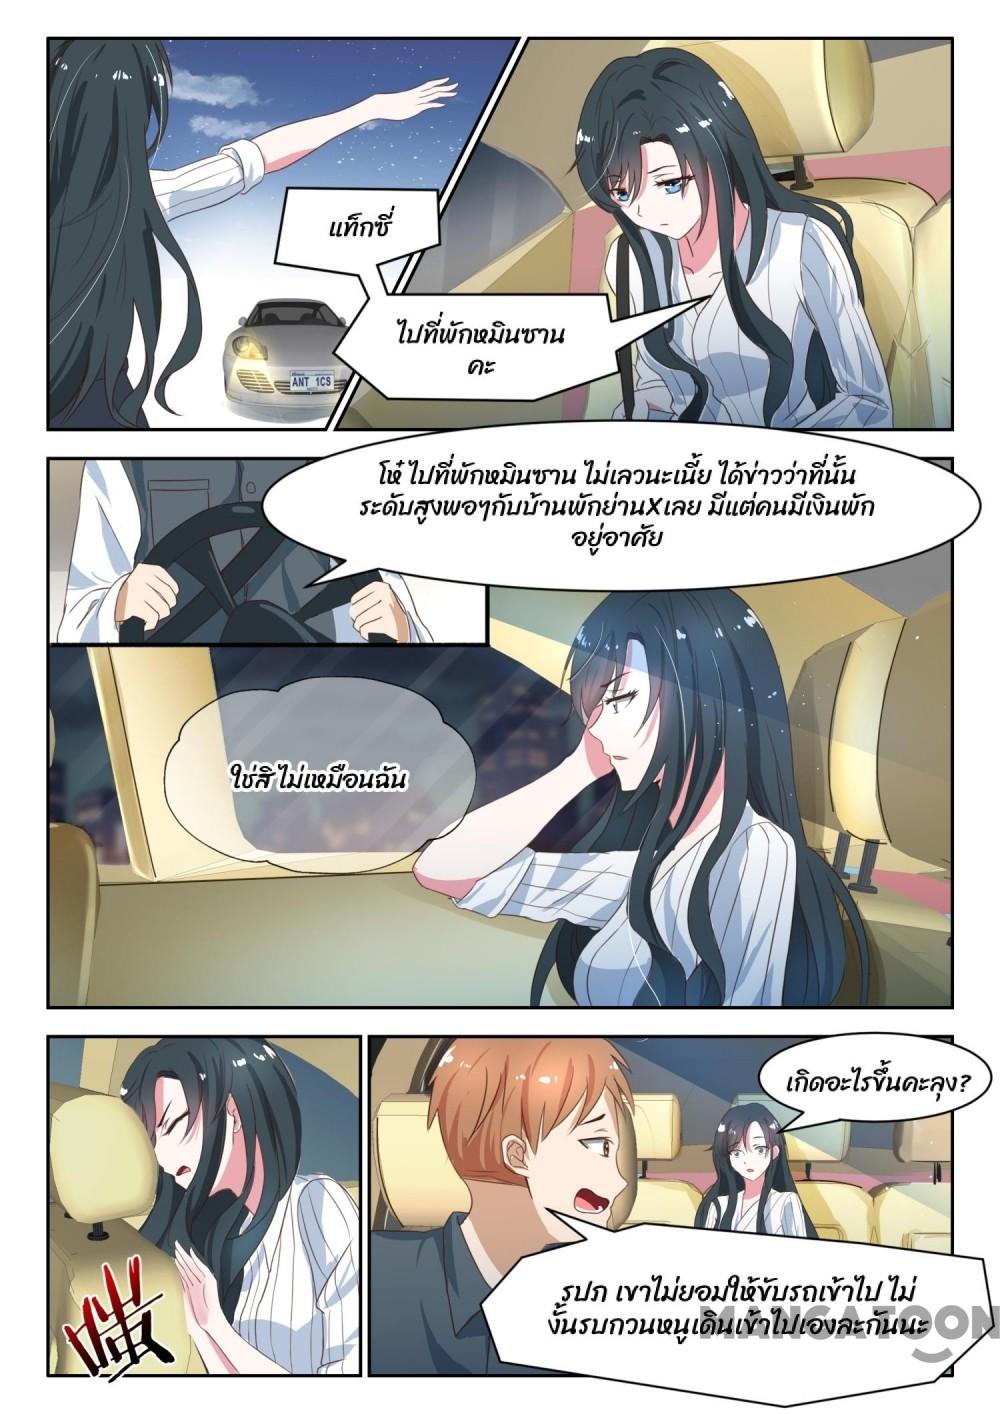 แท็กซี่
ANT 1CS
ไปที่พักหมินซาน
คะ
โห๋ ไปที่พักหมินซาน ไม่เลวนะเนี้ย ได้ข่าวว่าที่นั้น
ระดับสูงพอๆกับบ้านพักย่านXเลย มีแต่คนมีเงินพัก
อยู่อาศัย
ใช่สิ ไม่เหมือนฉัน
เกิดอะไรขึ้นคะลุง?
รปภ เขาไม่ยอมให้ขับรถเข้าไป ไม่
งั้นรบกวนหนูเดินเข้าไปเองละกันนะ
MANGATOON